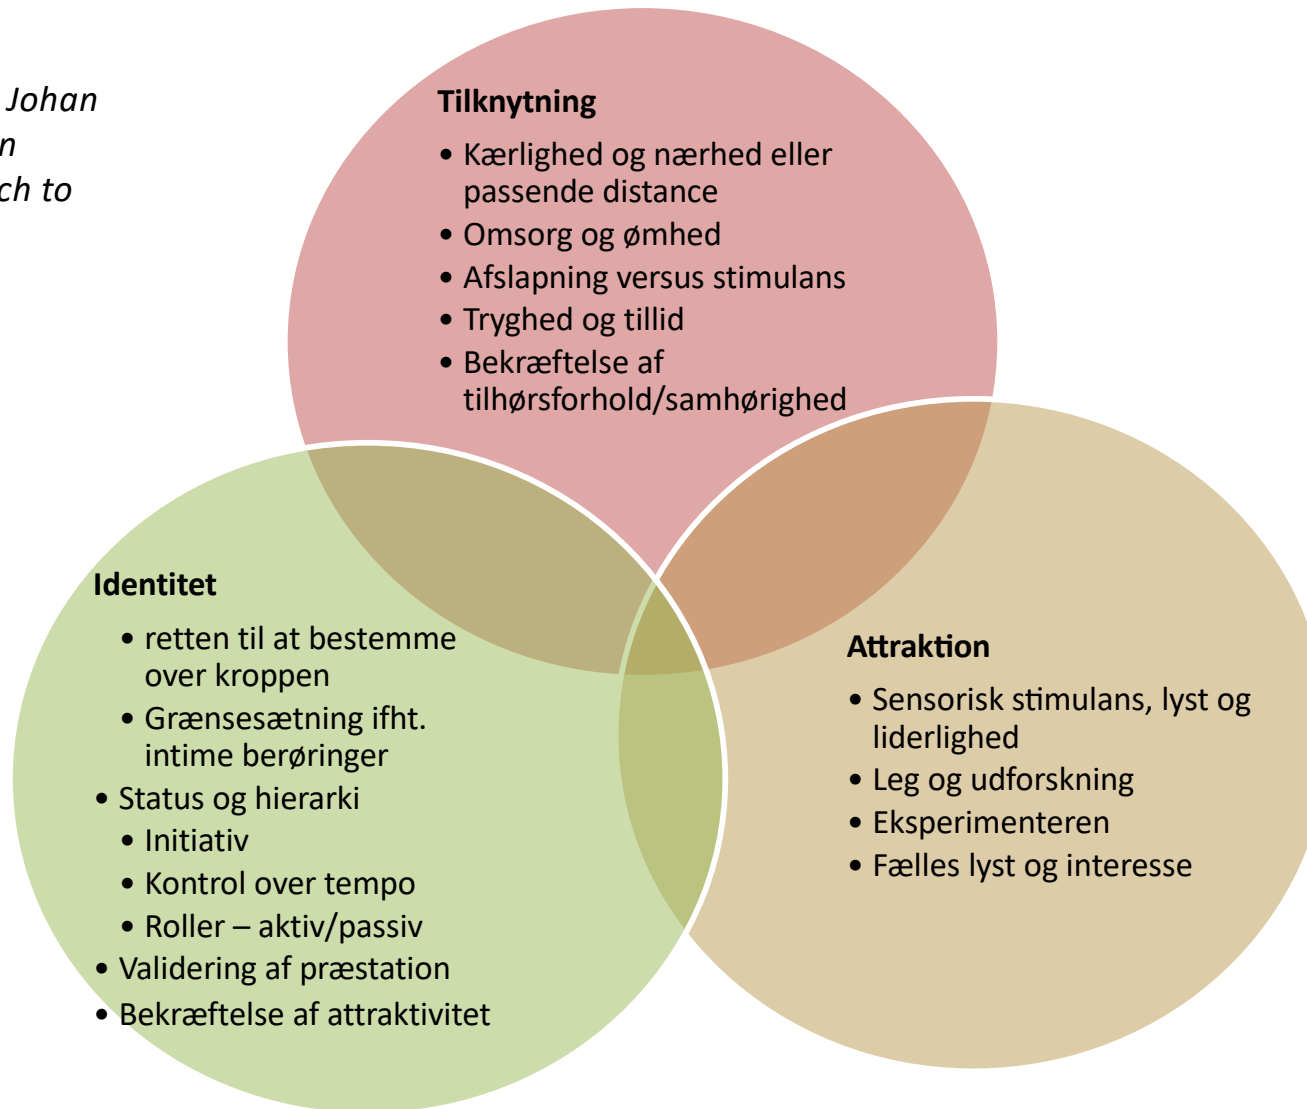 Johan
n
ch to
Tilknytning
• Kærlighed og nærhed eller
passende distance
• Omsorg og ømhed
• Afslapning versus stimulans
• Tryghed og tillid
• Bekræftelse af
tilhørsforhold/samhørighed
Identitet
• retten til at bestemme
over kroppen
• Grænsesætning ifht.
intime berøringer
• Status og hierarki
• Initiativ
• Kontrol over tempo
• Roller – aktiv/passiv
• Validering af præstation
• Bekræftelse af attraktivitet
Attraktion
• Sensorisk stimulans, lyst og
liderlighed
• Leg og udforskning
• Eksperimenteren
• Fælles lyst og interesse